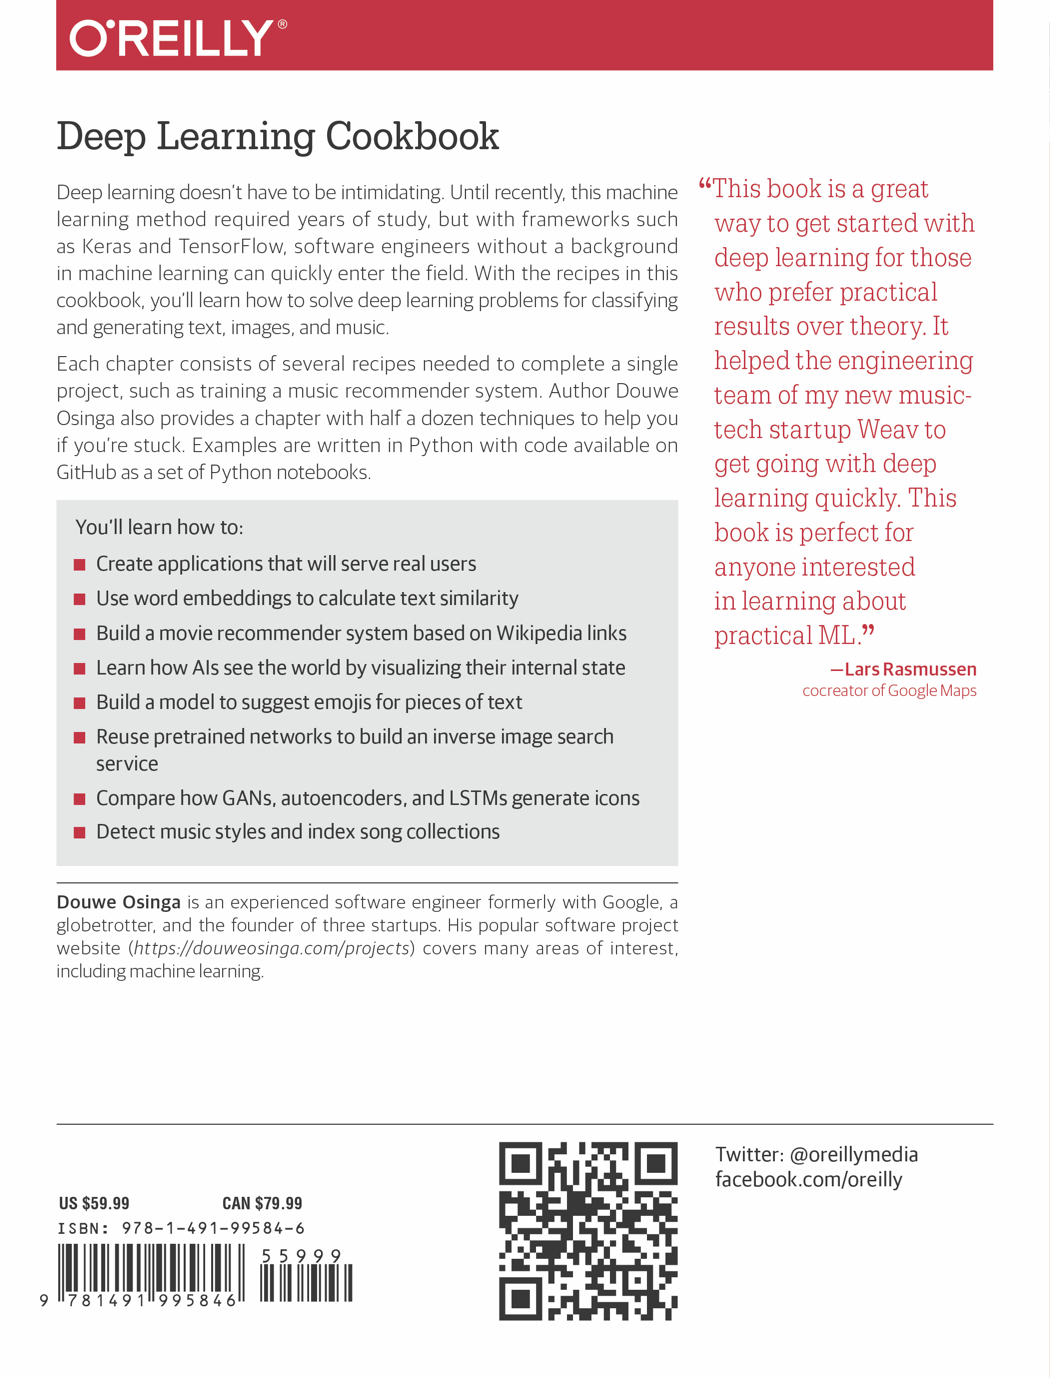 O'REILLY®
Deep Learning Cookbook
Deep learning doesn't have to be intimidating. Until recently, this machine
learning method required years of study, but with frameworks such
as Keras and TensorFlow, software engineers without a background
in machine learning can quickly enter the field. With the recipes in this
cookbook, you'll learn how to solve deep learning problems for classifying
and generating text, images, and music.
Each chapter consists of several recipes needed to complete a single
project, such as training a music recommender system. Author Douwe
Osinga also provides a chapter with half a dozen techniques to help you
if you're stuck. Examples are written in Python with code available on
GitHub as a set of Python notebooks.
You'll learn how to:
■ Create applications that will serve real users
■ Use word embeddings to calculate text similarity
■ Build a movie recommender system based on Wikipedia links
■ Learn how AIs see the world by visualizing their internal state
■ Build a model to suggest emojis for pieces of text
■ Reuse pretrained networks to build an inverse image search
service
■ Compare how GANs, autoencoders, and LSTMs generate icons
■ Detect music styles and index song collections
Douwe Osinga is an experienced software engineer formerly with Google, a
globetrotter, and the founder of three startups. His popular software project
website (https://douweosinga.com/projects) covers many areas of interest,
including machine learning.
“This book is a great
way to get started with
deep learning for those
who prefer practical
results over theory. It
helped the engineering
team of my new music-
tech startup Weav to
get going with deep
learning quickly. This
book is perfect for
anyone interested
in learning about
practical ML.”
—Lars Rasmussen
cocreator of Google Maps
US $59.99 CAN $79.99
ISBN: 978-1-491-99584-6
55999
9 781491 995846
Twitter: @oreillymedia
facebook.com/oreilly